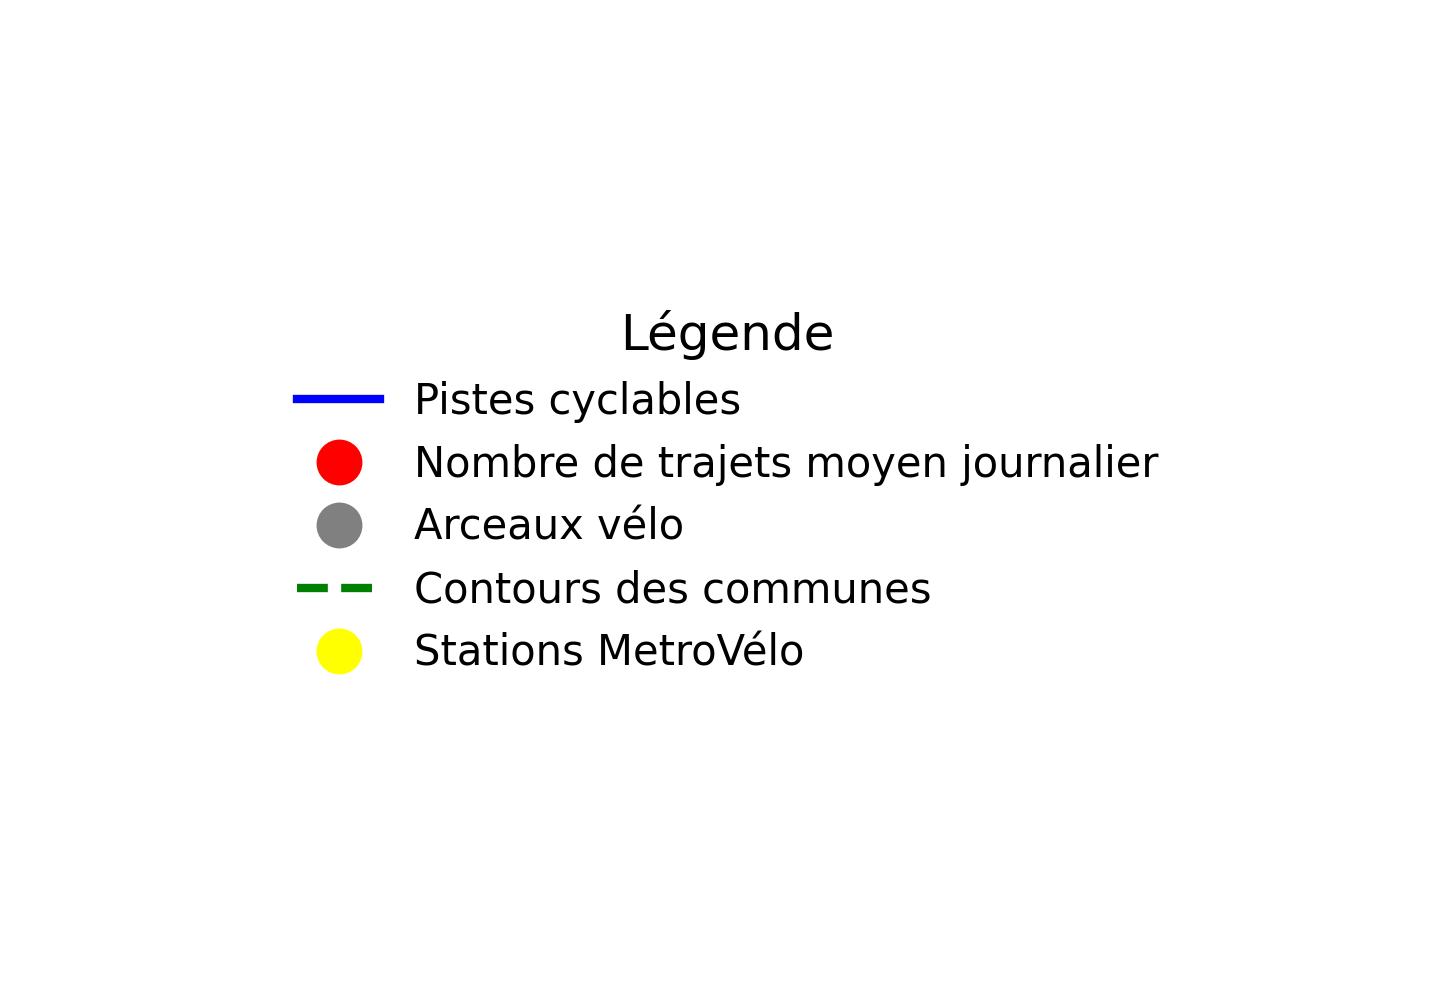 Légende
Pistes cyclables
Nombre de trajets moyen journalier
Arceaux vélo
Contours des communes
Stations MetroVélo